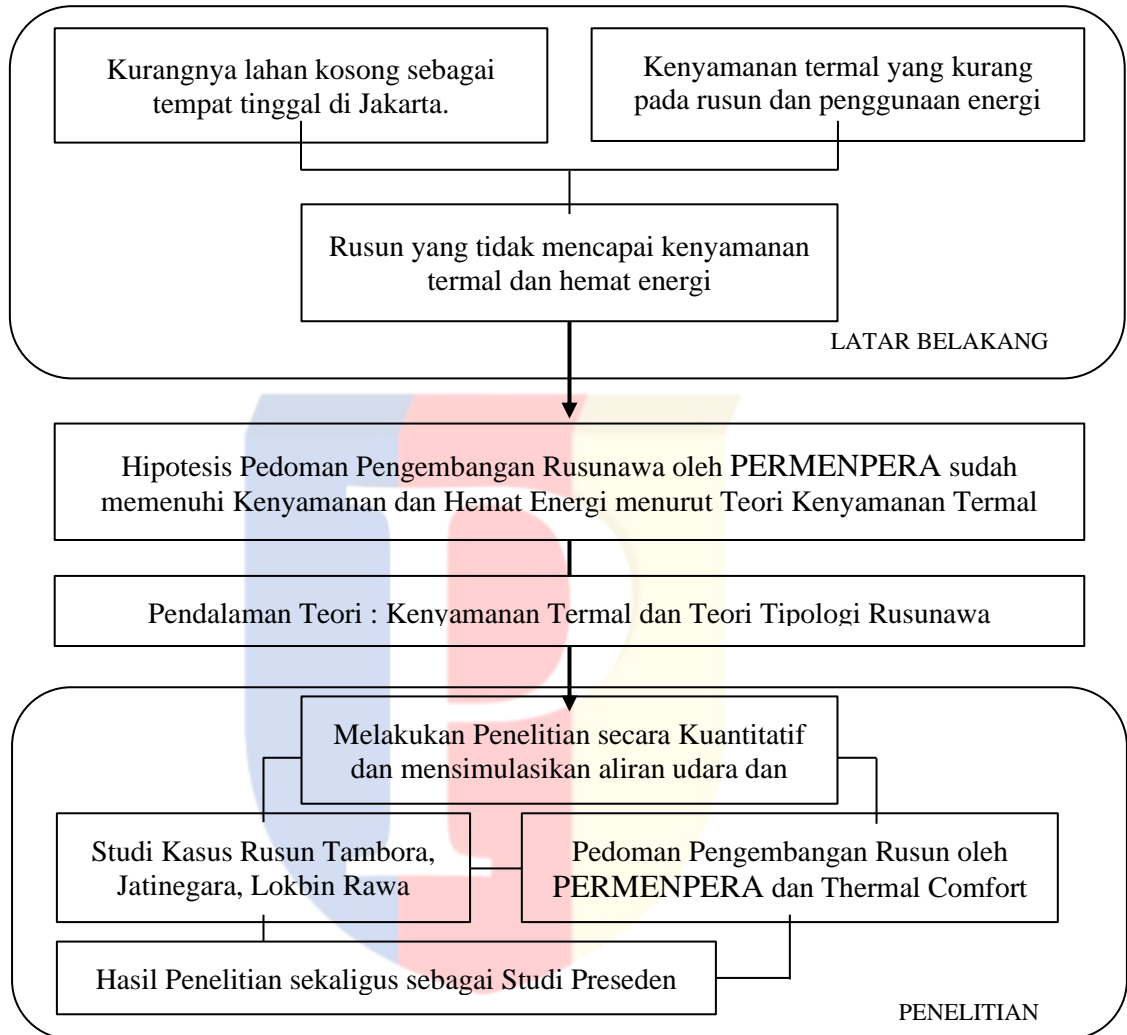 Kurangnya lahan kosong sebagai
tempat tinggal di Jakarta.
Kenyamanan termal yang kurang
pada rusun dan penggunaan energi
Rusun yang tidak mencapai kenyamanan
termal dan hemat energi
LATAR BELAKANG
Hipotesis Pedoman Pengembangan Rusunawa oleh PERMENPERA sudah
memenuhi Kenyamanan dan Hemat Energi menurut Teori Kenyamanan Termal
Pendalaman Teori : Kenyamanan Termal dan Teori Tipologi Rusunawa
Melakukan Penelitian secara Kuantitatif
dan mensimulasikan aliran udara dan
Studi Kasus Rusun Tambora,
Jatinegara, Lokbin Rawa
Pedoman Pengembangan Rusun oleh
PERMENPERA dan Thermal Comfort
Hasil Penelitian sekaligus sebagai Studi Preseden
PENELITIAN